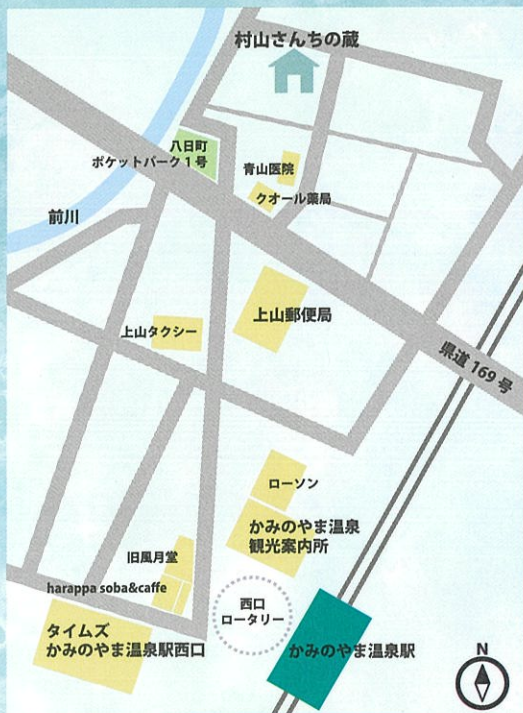 村山さんちの蔵
八日町
ポケットパーク1号
青山医院
クオール薬局
前川
上山郵便局
上山タクシー
県道 169 号
ローソン
かみのやま温泉
観光案内所
旧風月堂
harappa soba&caffe
西口
ロータリー
タイムズ
かみのやま温泉駅西口
かみのやま温泉駅
N